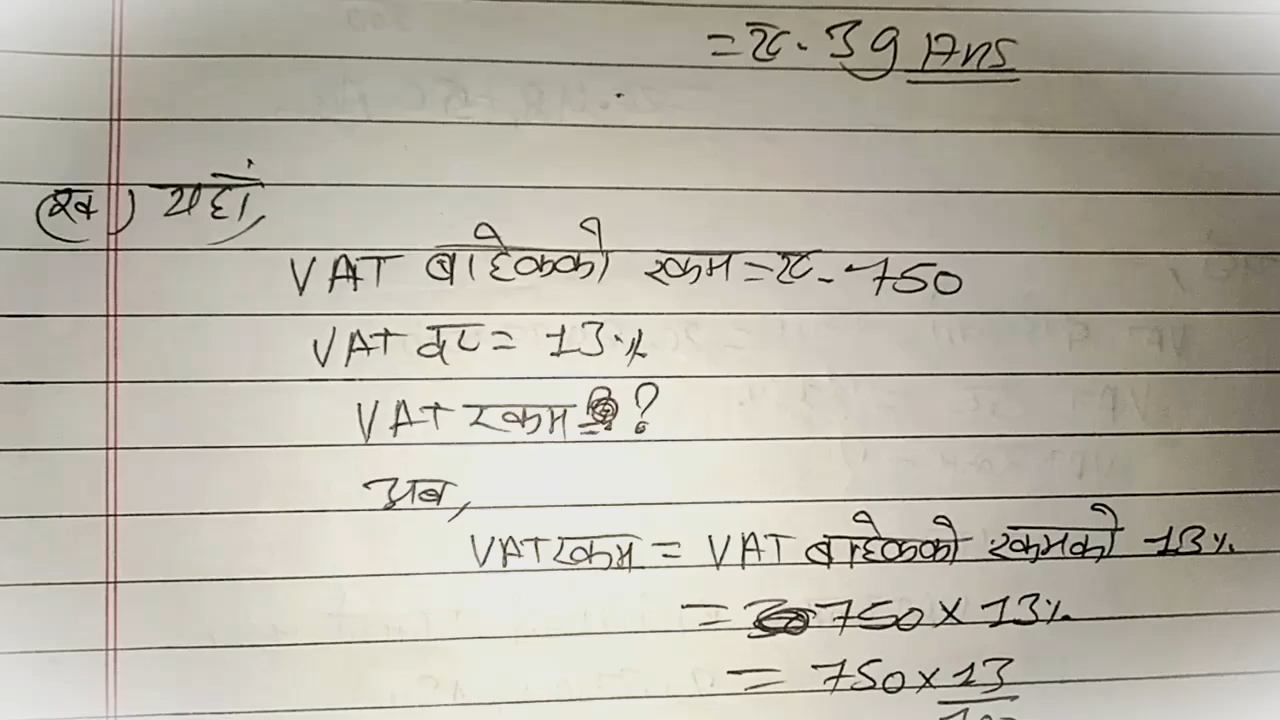 = रु. 39 Ans
(ख) यहाँ,
VAT बाहेकको रकम = रु. 750
VAT दर = 13%
VAT रकम = ?
अब,
VAT रकम = VAT बाहेकको रकमको 13%
= 750 × 13%
= 750 × 13